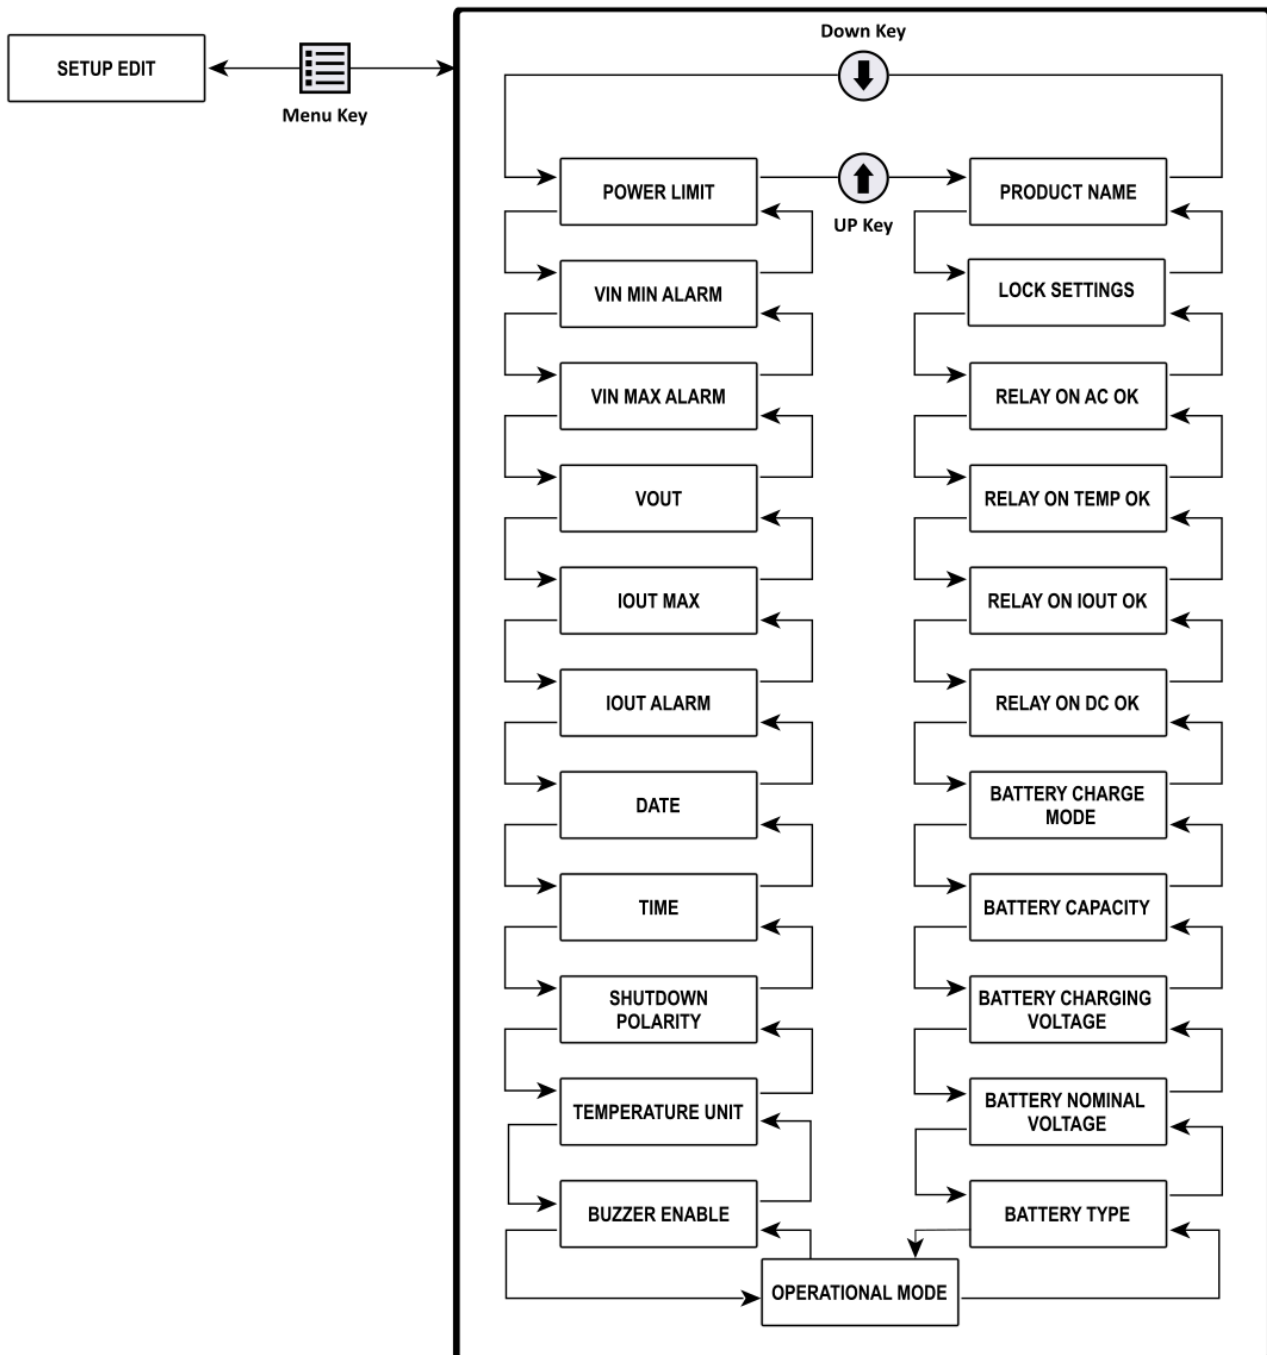 Down Key
SETUP EDIT
Menu Key
POWER LIMIT
PRODUCT NAME
UP Key
VIN MIN ALARM
LOCK SETTINGS
VIN MAX ALARM
RELAY ON AC OK
VOUT
RELAY ON TEMP OK
IOUT MAX
RELAY ON IOUT OK
IOUT ALARM
RELAY ON DC OK
DATE
BATTERY CHARGE
MODE
TIME
BATTERY CAPACITY
SHUTDOWN
POLARITY
BATTERY CHARGING
VOLTAGE
TEMPERATURE UNIT
BATTERY NOMINAL
VOLTAGE
BUZZER ENABLE
BATTERY TYPE
OPERATIONAL MODE